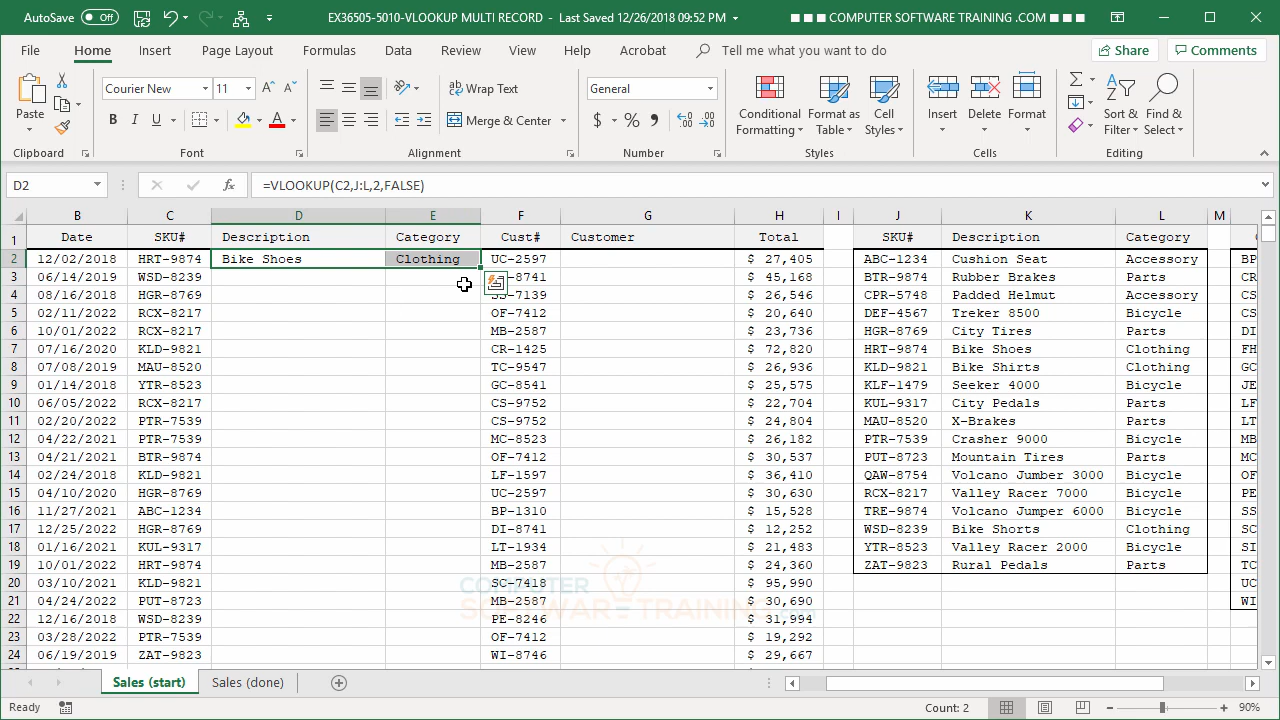 AutoSave Off EX36505-5010-VLOOKUP MULTI RECORD - Last Saved 12/26/2018 09:52 PM COMPUTER SOFTWARE TRAINING .COM
File Home Insert Page Layout Formulas Data Review View Help Acrobat Tell me what you want to do Share Comments
Paste
Clipboard
Courier New 11
B I U
Font
Wrap Text
Merge & Center
Alignment
General
$ % ,
Number
Conditional Formatting
Format as Table
Cell Styles
Styles
Insert Delete Format
Cells
Sort & Filter
Find & Select
Editing
D2 fx =VLOOKUP(C2,J:L,2,FALSE)
B C D E F G H I J K L M
1 Date SKU# Description Category Cust# Customer Total SKU# Description Category
2 12/02/2018 HRT-9874 Bike Shoes Clothing UC-2597 $ 27,405 ABC-1234 Cushion Seat Accessory BP
3 06/14/2019 WSD-8239 -8741 $ 45,168 BTR-9874 Rubber Brakes Parts CR
4 08/16/2018 HGR-8769 -7139 $ 26,546 CPR-5748 Padded Helmut Accessory CS
5 02/11/2022 RCX-8217 OF-7412 $ 20,640 DEF-4567 Treker 8500 Bicycle CS
6 10/01/2022 RCX-8217 MB-2587 $ 23,736 HGR-8769 City Tires Parts DI
7 07/16/2020 KLD-9821 CR-1425 $ 72,820 HRT-9874 Bike Shoes Clothing FH
8 07/08/2019 MAU-8520 TC-9547 $ 26,936 KLD-9821 Bike Shirts Clothing GC
9 01/14/2018 YTR-8523 GC-8541 $ 25,575 KLF-1479 Seeker 4000 Bicycle JE
10 06/05/2022 RCX-8217 CS-9752 $ 22,704 KUL-9317 City Pedals Parts LF
11 02/20/2022 PTR-7539 CS-9752 $ 24,804 MAU-8520 X-Brakes Parts LT
12 04/22/2021 PTR-7539 MC-8523 $ 26,182 PTR-7539 Crasher 9000 Bicycle MB
13 04/21/2021 BTR-9874 OF-7412 $ 30,537 PUT-8723 Mountain Tires Parts MC
14 02/24/2018 KLD-9821 LF-1597 $ 36,410 QAW-8754 Volcano Jumber 3000 Bicycle OF
15 04/10/2020 HGR-8769 UC-2597 $ 30,630 RCX-8217 Valley Racer 7000 Bicycle PE
16 11/27/2021 ABC-1234 BP-1310 $ 15,528 TRE-9874 Volcano Jumper 6000 Bicycle SS
17 12/25/2022 HGR-8769 DI-8741 $ 12,252 WSD-8239 Bike Shorts Clothing SC
18 01/16/2021 KUL-9317 LT-1934 $ 21,483 YTR-8523 Valley Racer 2000 Bicycle SI
19 10/01/2022 HRT-9874 MB-2587 $ 24,360 ZAT-9823 Rural Pedals Parts TC
20 03/10/2021 KLD-9821 SC-7418 $ 95,990 UC
21 04/24/2022 PUT-8723 MB-2587 $ 30,690 WI
22 12/16/2018 WSD-8239 PE-8246 $ 31,994
23 03/28/2022 PTR-7539 OF-7412 $ 19,292
24 06/19/2019 ZAT-9823 WI-8746 $ 29,667
COMPUTER
SOFTWARE TRAINING .com
Sales (start) Sales (done)
Ready Count: 2 90%